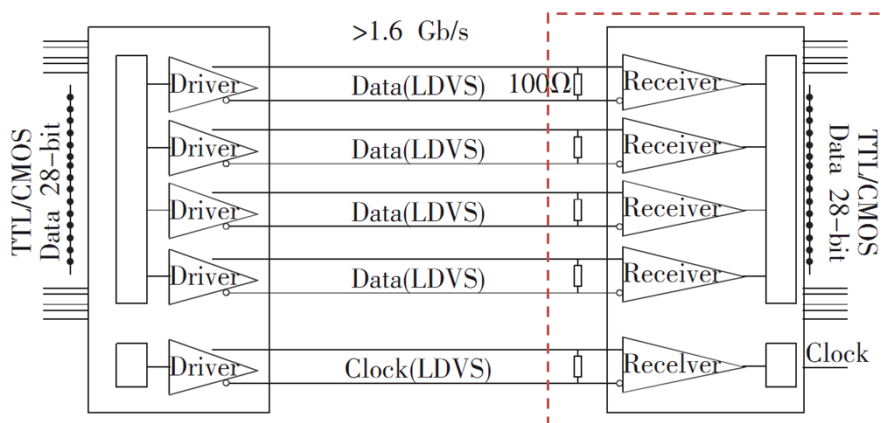 >1.6 Gb/s
Driver
Data(LDVS)
100Ω
Receiver
Driver
Data(LDVS)
Receiver
TTL/CMOS
Data 28-bit
TTL/CMOS
Data 28-bit
Driver
Data(LDVS)
Receiver
Driver
Data(LDVS)
Receiver
Driver
Clock(LDVS)
Recelver
Clock